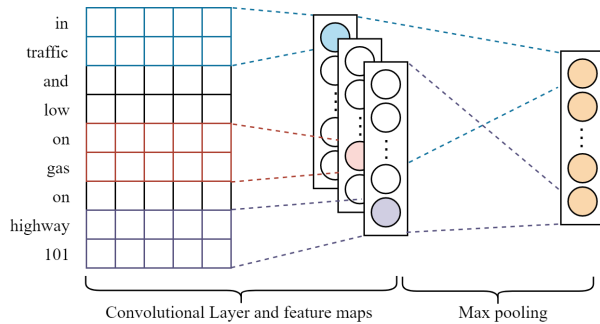 in
traffic
and
low
on
gas
on
highway
101
Convolutional Layer and feature maps
Max pooling